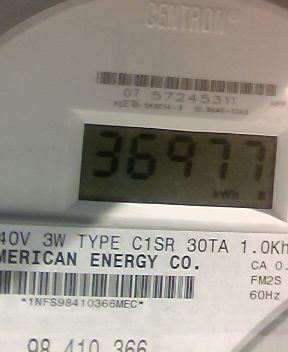 CENTRON®
07 57245311
36977
kWh
40V 3W TYPE C1SR 30TA 1.0Kh
MERICAN ENERGY CO.
CA 0.
*1NFS98410366MEC*
FM2S
60Hz
98 410 366